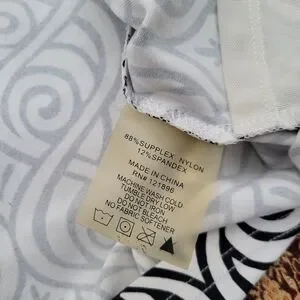 88%SUPPLEX NYLON
12%SPANDEX
MADE IN CHINA
RN# 121896
MACHINE WASH COLD
TUMBLE DRY LOW
DO NOT IRON
DO NOT BLEACH
NO FABRIC SOFTENER